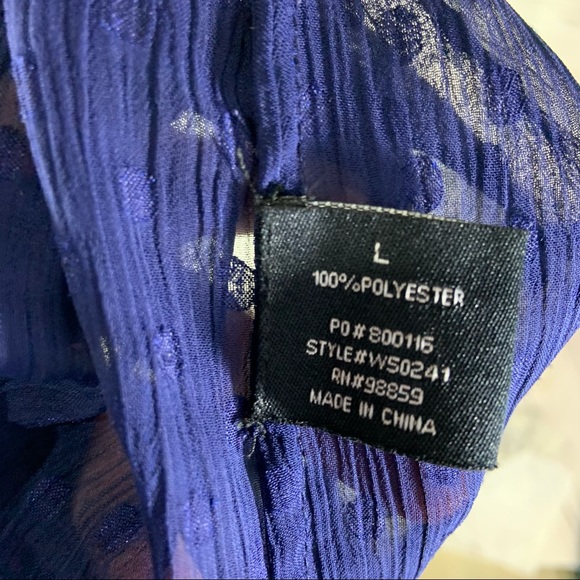 L
100%POLYESTER
PO#800116
STYLE#W50241
RN#98859
MADE IN CHINA